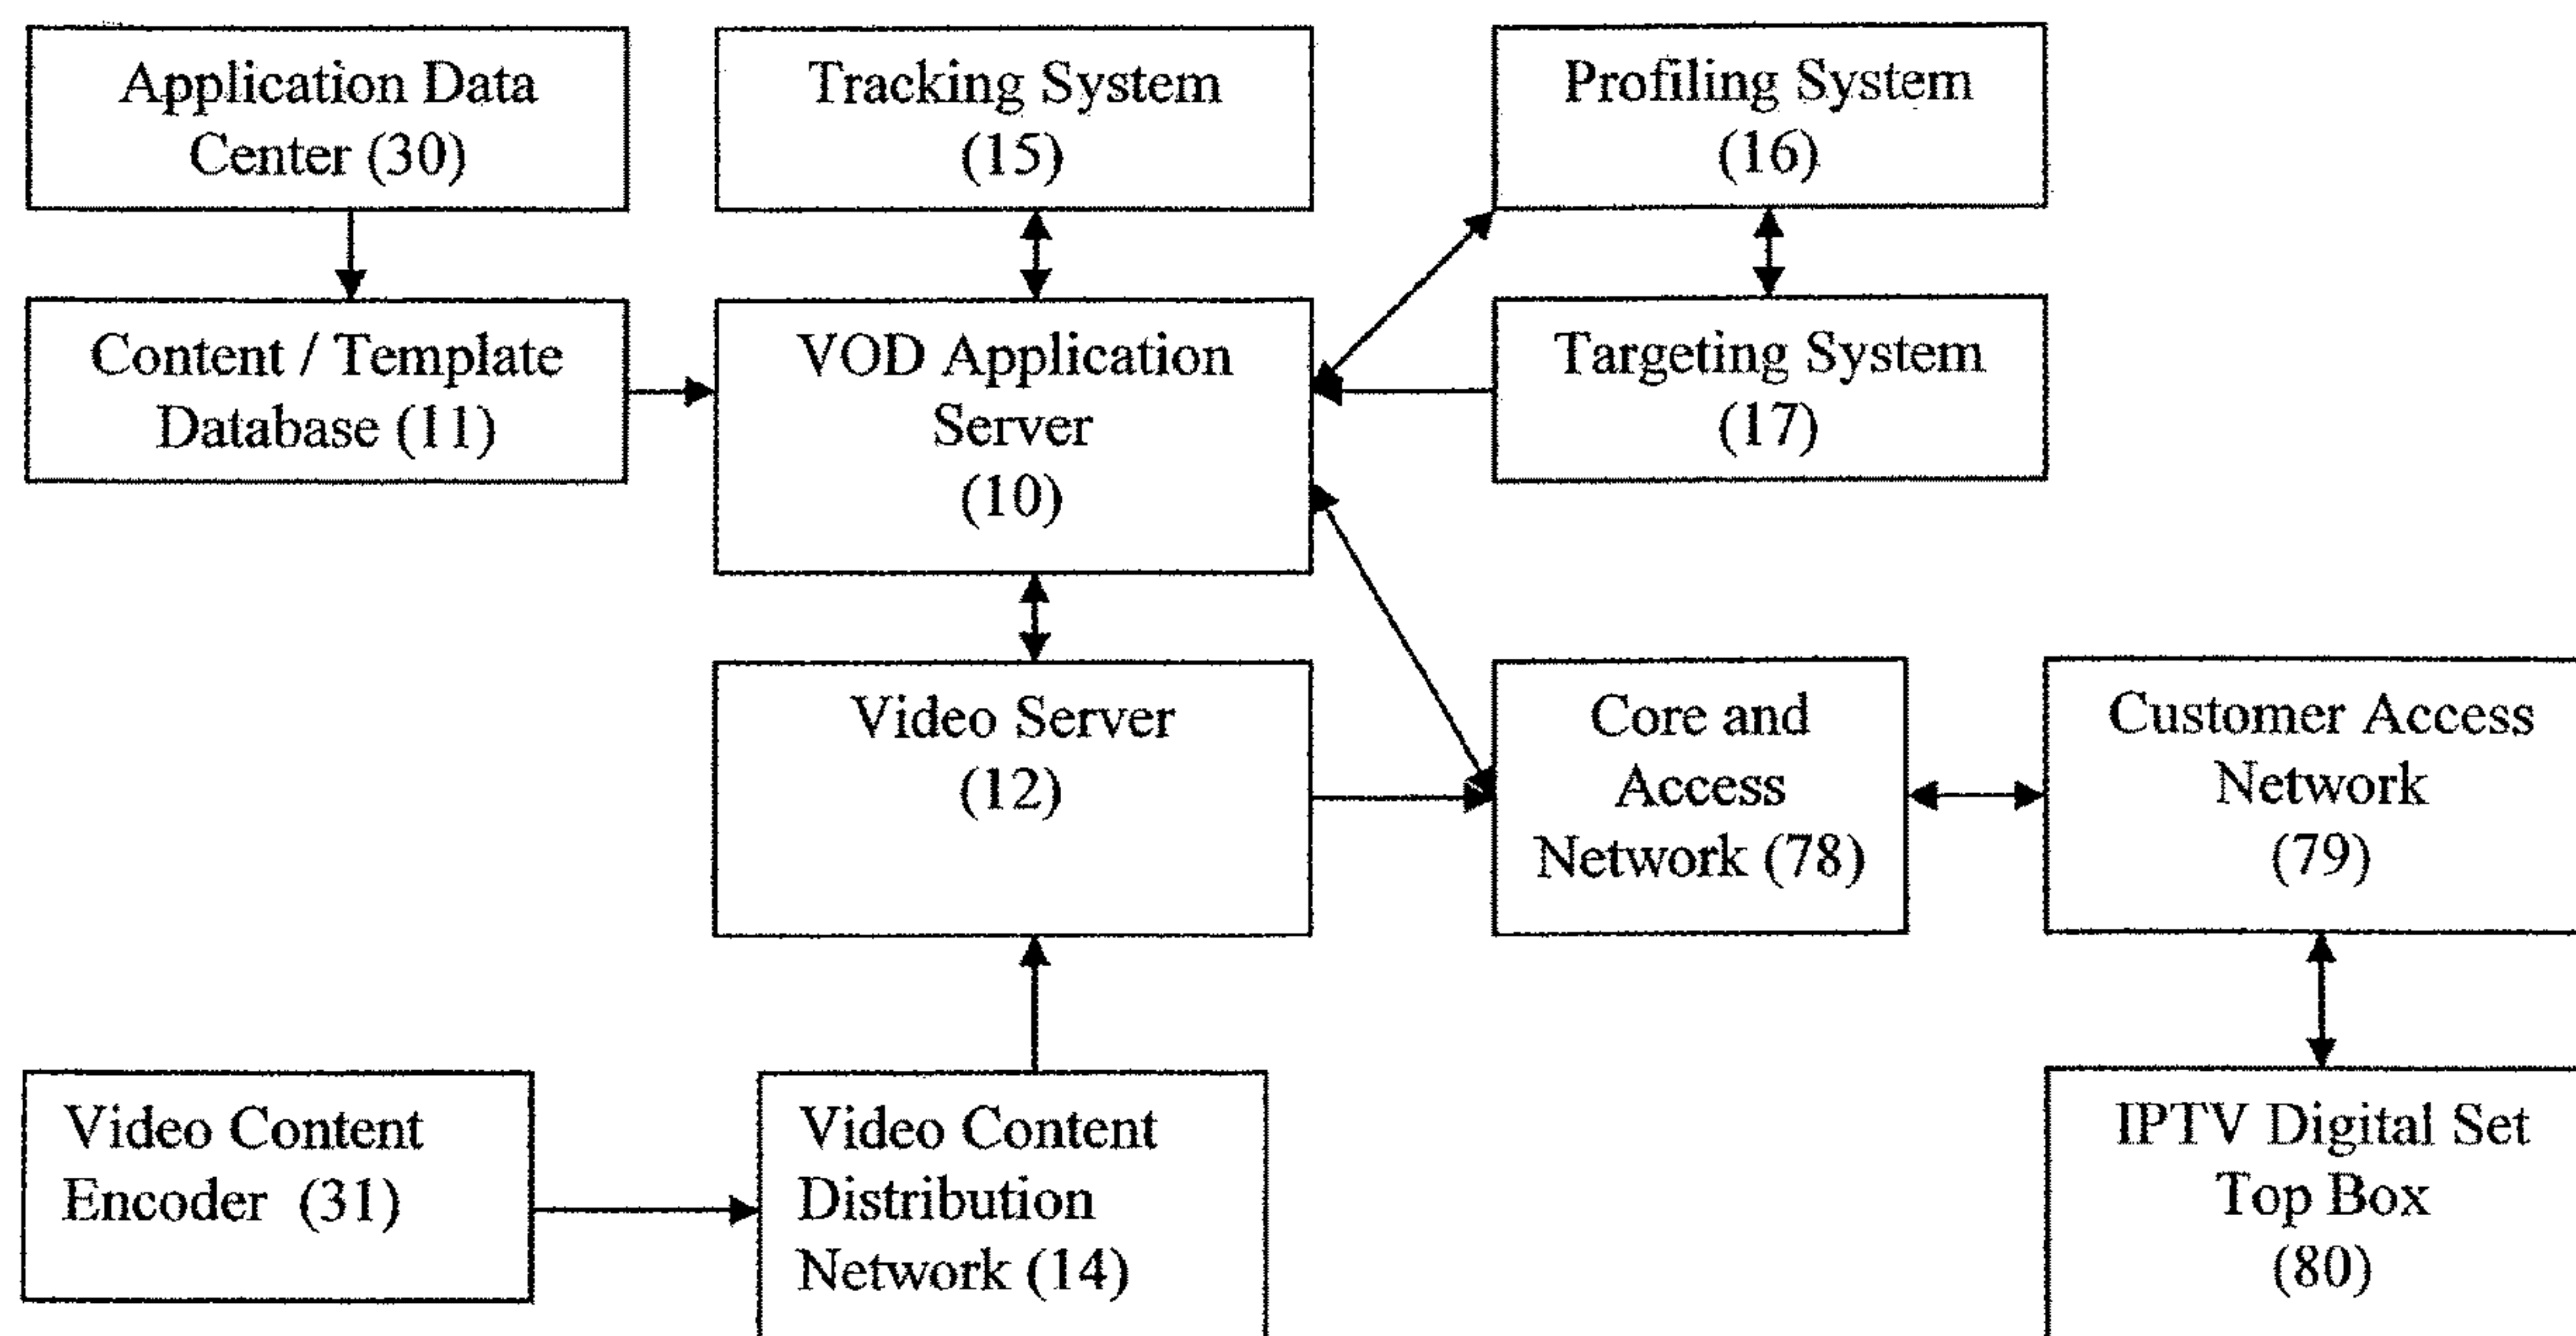 Application Data
Center (30)
Tracking System
(15)
Profiling System
(16)
Content / Template
Database (11)
VOD Application
Server
(10)
Targeting System
(17)
Video Server
(12)
Core and
Access
Network (78)
Customer Access
Network
(79)
Video Content
Encoder (31)
Video Content
Distribution
Network (14)
IPTV Digital Set
Top Box
(80)